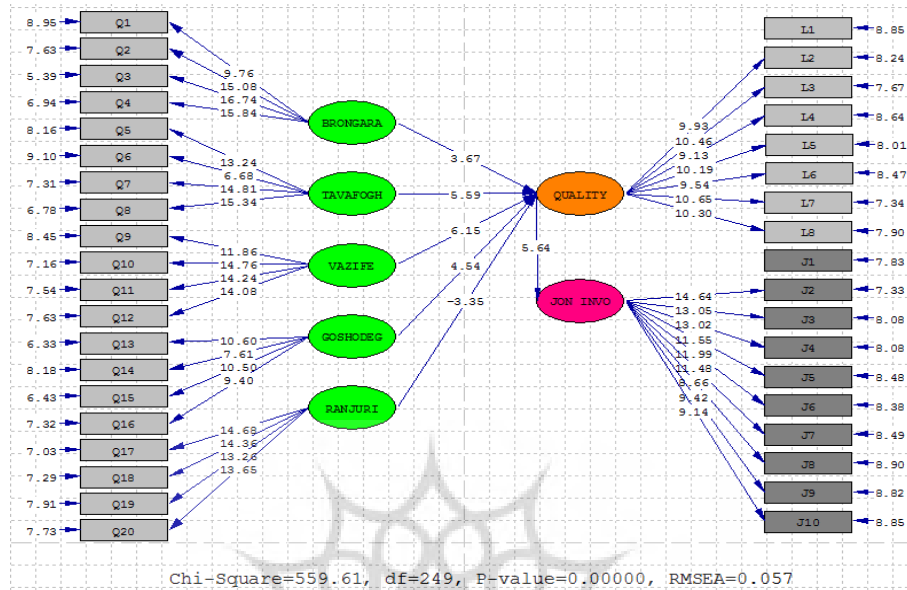 8.95 Q1
7.63 Q2
5.39 Q3
6.94 Q4
8.16 Q5
9.10 Q6
7.31 Q7
6.78 Q8
8.45 Q9
7.16 Q10
7.54 Q11
7.63 Q12
6.33 Q13
8.18 Q14
6.43 Q15
7.32 Q16
7.03 Q17
7.29 Q18
7.91 Q19
7.73 Q20
9.76
15.08
16.74
15.84
13.24
6.68
14.81
15.34
11.86
14.76
14.24
14.08
10.60
7.61
10.50
9.40
14.68
14.36
13.26
13.65
BRONGARA
TAVAFOGH
VAZIFE
GOSHODEG
RANJURI
3.67
5.59
6.15
4.54
-3.35
QUALITY
5.64
JON INVO
9.93
10.46
9.13
10.19
9.54
10.65
10.30
14.64
13.05
13.02
11.55
11.99
11.48
8.66
9.42
9.14
L1 8.85
L2 8.24
L3 7.67
L4 8.64
L5 8.01
L6 8.47
L7 7.34
L8 7.90
J1 7.83
J2 7.33
J3 8.08
J4 8.08
J5 8.48
J6 8.38
J7 8.49
J8 8.90
J9 8.82
J10 8.85
Chi-Square=559.61, df=249, P-value=0.00000, RMSEA=0.057